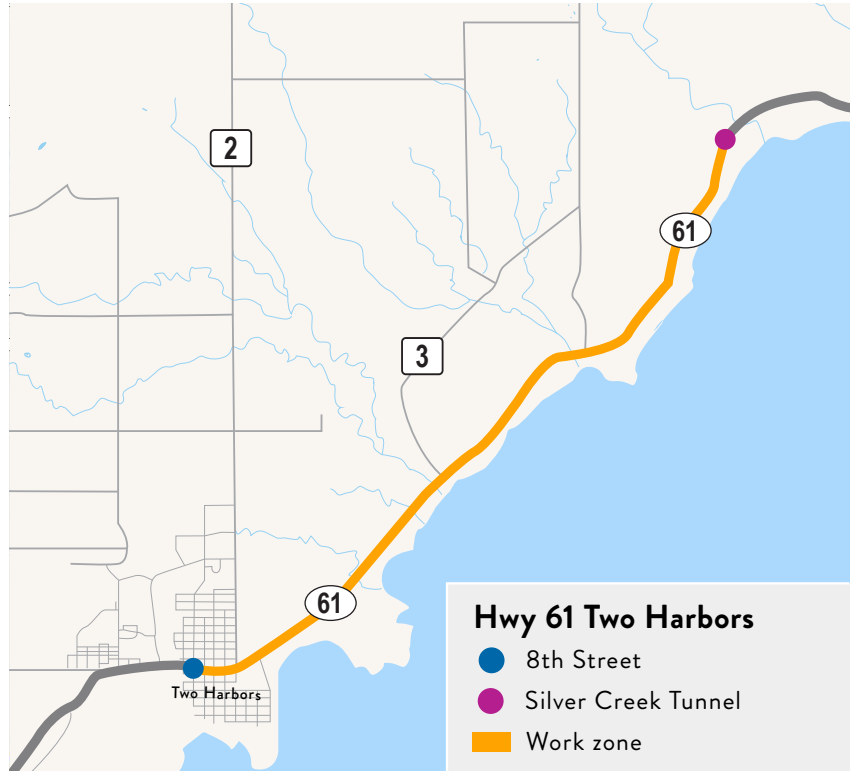 2
61
3
61
Two Harbors
Hwy 61 Two Harbors
8th Street
Silver Creek Tunnel
Work zone